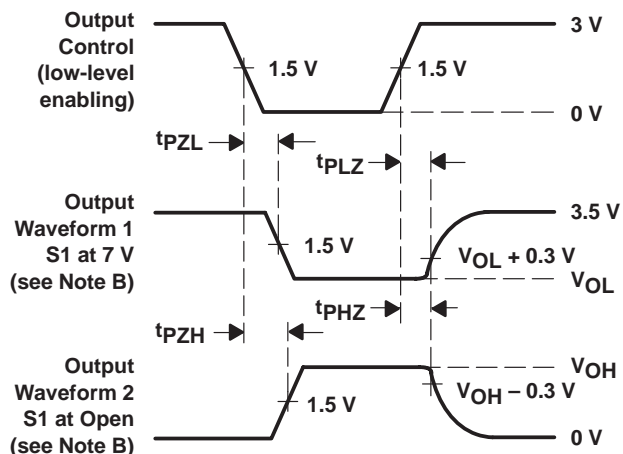 Output
Control
(low-level
enabling)
3 V
1.5 V
1.5 V
0 V
tPZL
tPLZ
Output
Waveform 1
S1 at 7 V
(see Note B)
3.5 V
1.5 V
VOL + 0.3 V
VOL
tPHZ
tPZH
Output
Waveform 2
S1 at Open
(see Note B)
VOH
1.5 V
VOH – 0.3 V
0 V